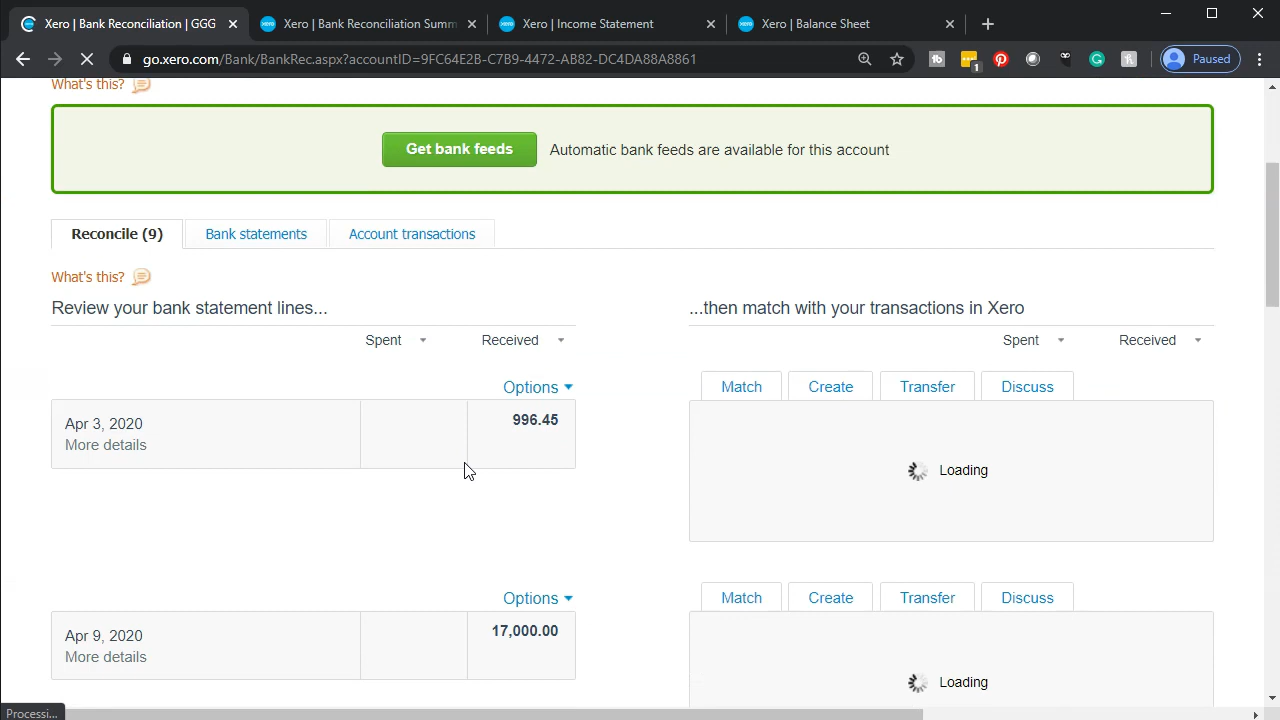 Xero | Bank Reconciliation | GGG
Xero | Bank Reconciliation Summ
Xero | Income Statement
Xero | Balance Sheet
go.xero.com/Bank/BankRec.aspx?accountID=9FC64E2B-C7B9-4472-AB82-DC4DA88A8861
1
Paused
What's this?
Get bank feeds
Automatic bank feeds are available for this account
Reconcile (9)
Bank statements
Account transactions
What's this?
Review your bank statement lines...
...then match with your transactions in Xero
Spent
Received
Spent
Received
Options
Match
Create
Transfer
Discuss
Apr 3, 2020
996.45
More details
Loading
Options
Match
Create
Transfer
Discuss
Apr 9, 2020
17,000.00
More details
Loading
Processi...